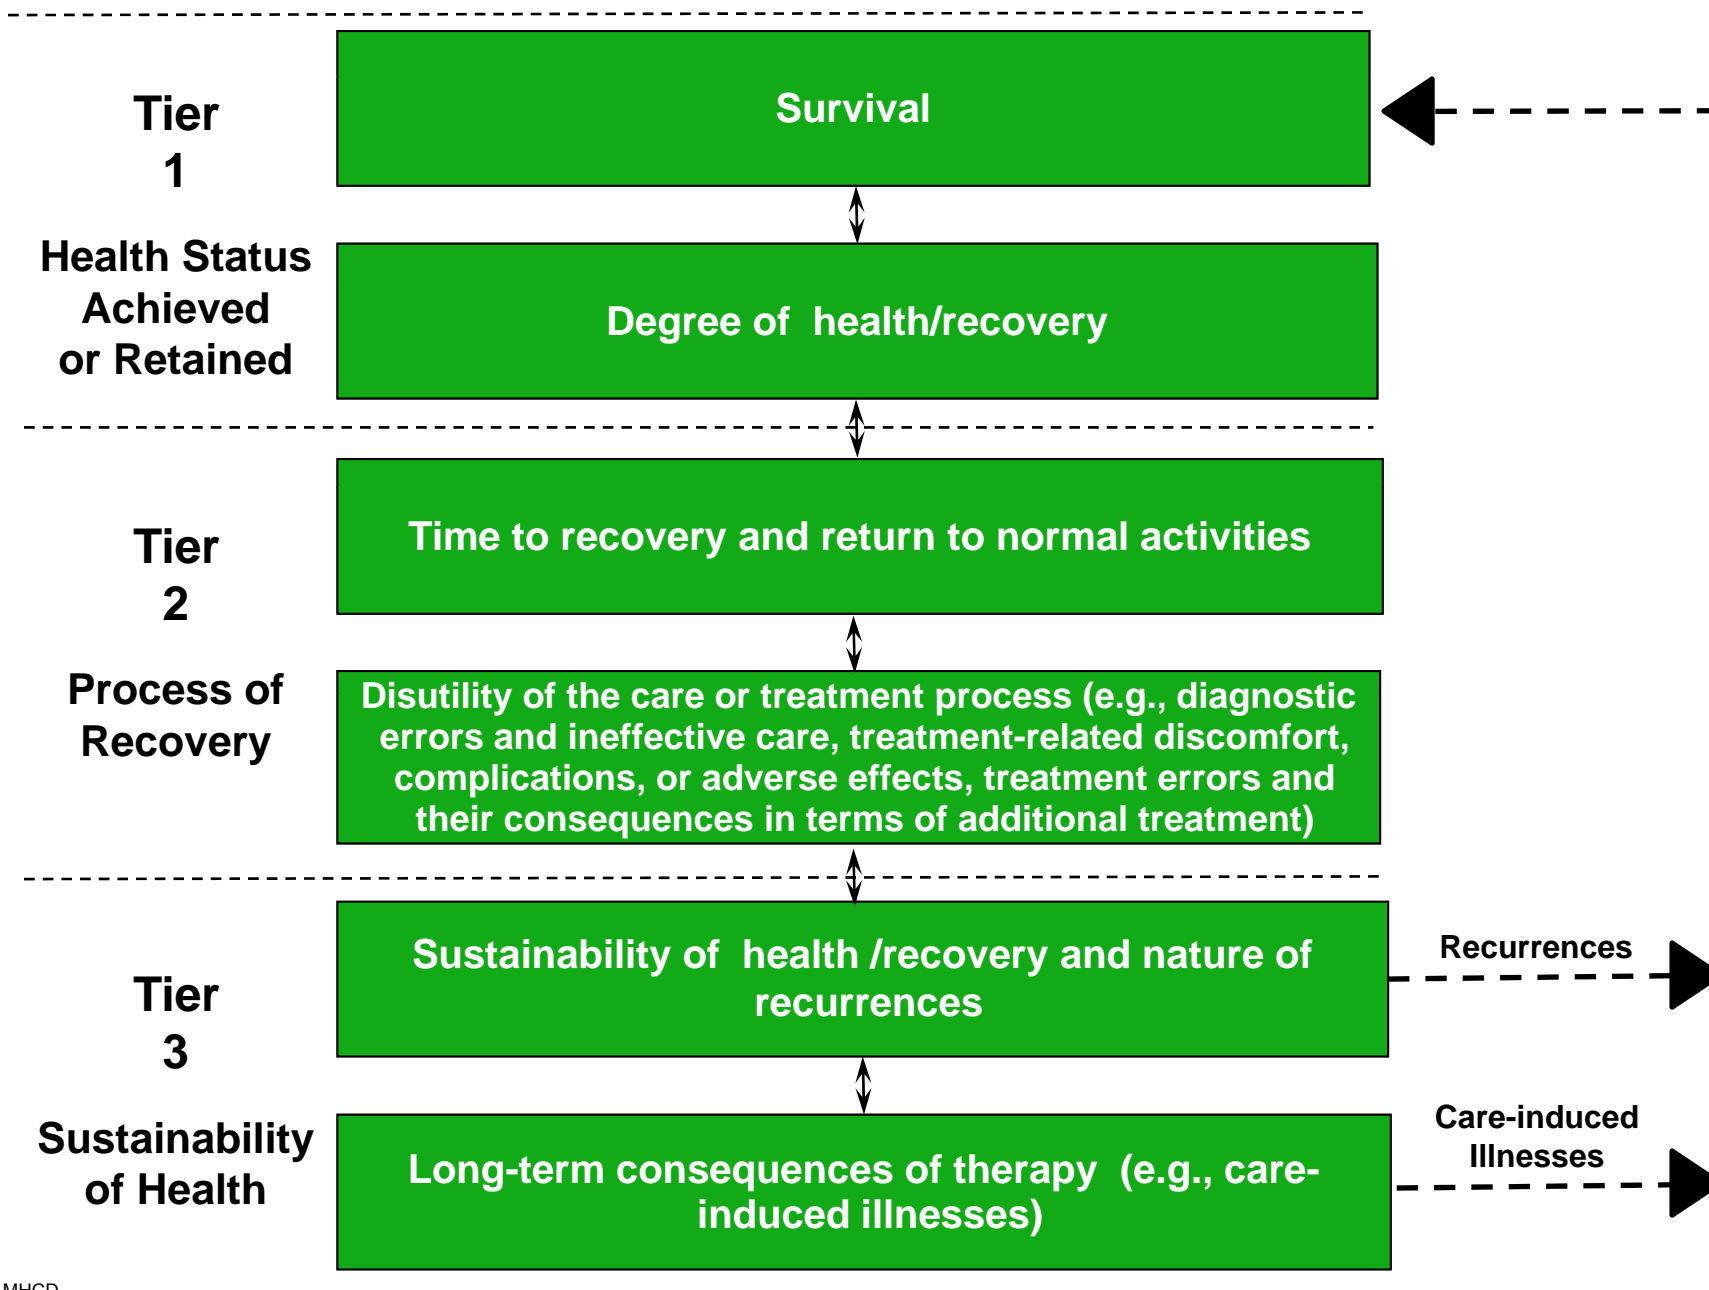 Tier
1
Survival
Health Status
Achieved
or Retained
Degree of  health/recovery
Tier
2
Time to recovery and return to normal activities
Process of
Recovery
Disutility of the care or treatment process (e.g., diagnostic
errors and ineffective care, treatment-related discomfort,
complications, or adverse effects, treatment errors and
their consequences in terms of additional treatment)
Tier
3
Sustainability of  health /recovery and nature of
recurrences
Recurrences
Sustainability
of Health
Long-term consequences of therapy  (e.g., care-
induced illnesses)
Care-induced
Illnesses